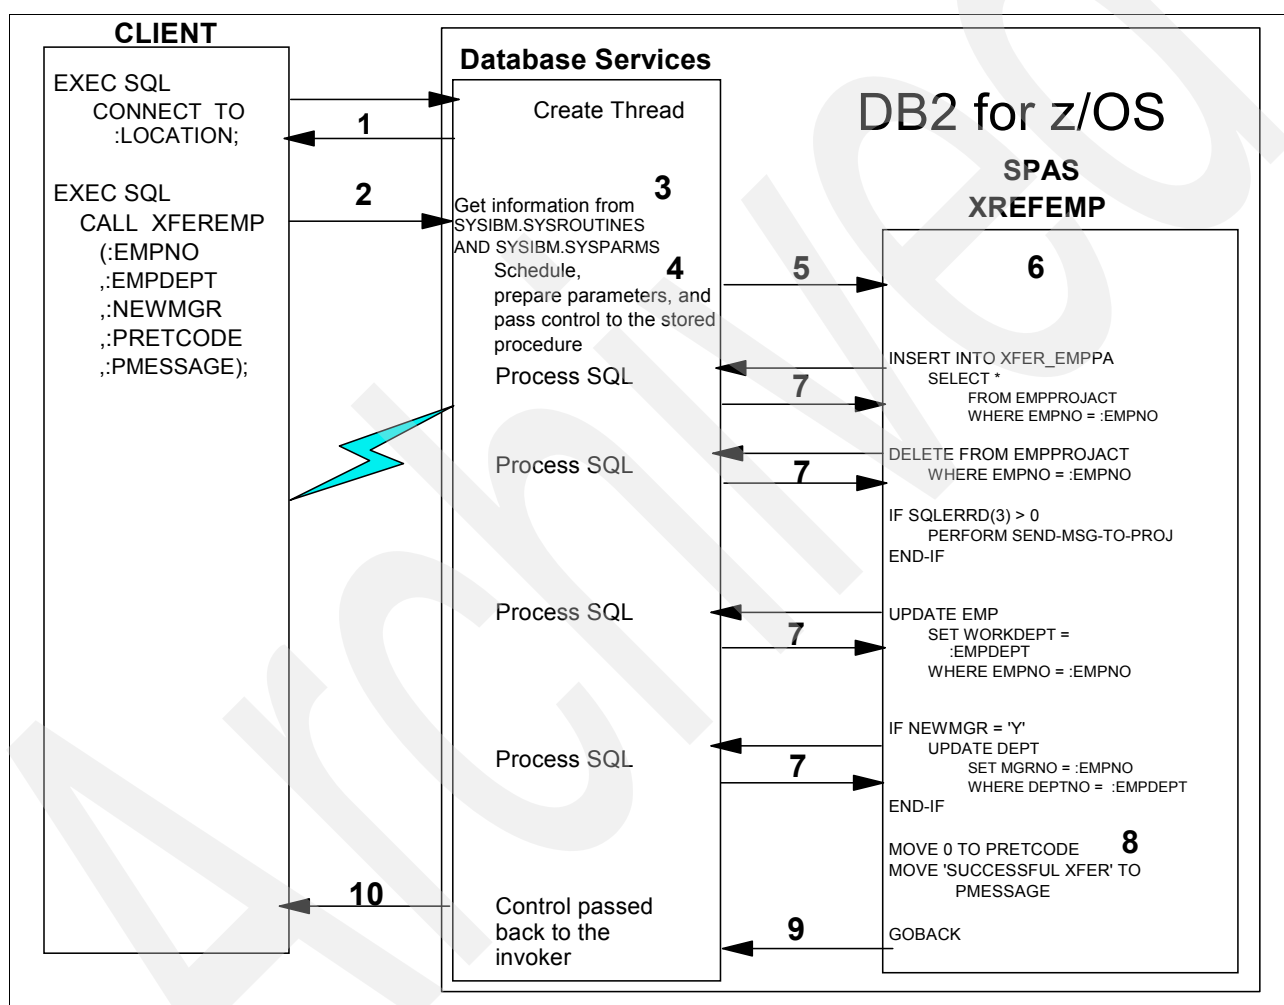 CLIENT
EXEC SQL
CONNECT TO
:LOCATION;
EXEC SQL
CALL XFEREMP
(:EMPNO
,:EMPDEPT
,:NEWMGR
,:PRETCODE
,:PMESSAGE);
1
2
10
Database Services
Create Thread
3
Get information from
SYSIBM.SYSROUTINES
AND SYSIBM.SYSPARMS
Schedule,
4
prepare parameters, and
pass control to the stored
procedure
Process SQL
Process SQL
Process SQL
Process SQL
Control passed
back to the
invoker
5
7
7
7
7
9
DB2 for z/OS
SPAS
XREFEMP
6
INSERT INTO XFER_EMPPA
SELECT *
FROM EMPPROJACT
WHERE EMPNO = :EMPNO
DELETE FROM EMPPROJACT
WHERE EMPNO = :EMPNO
IF SQLERRD(3) > 0
PERFORM SEND-MSG-TO-PROJ
END-IF
UPDATE EMP
SET WORKDEPT =
:EMPDEPT
WHERE EMPNO = :EMPNO
IF NEWMGR = 'Y'
UPDATE DEPT
SET MGRNO = :EMPNO
WHERE DEPTNO = :EMPDEPT
END-IF
MOVE 0 TO PRETCODE
8
MOVE 'SUCCESSFUL XFER' TO
PMESSAGE
GOBACK
Archived